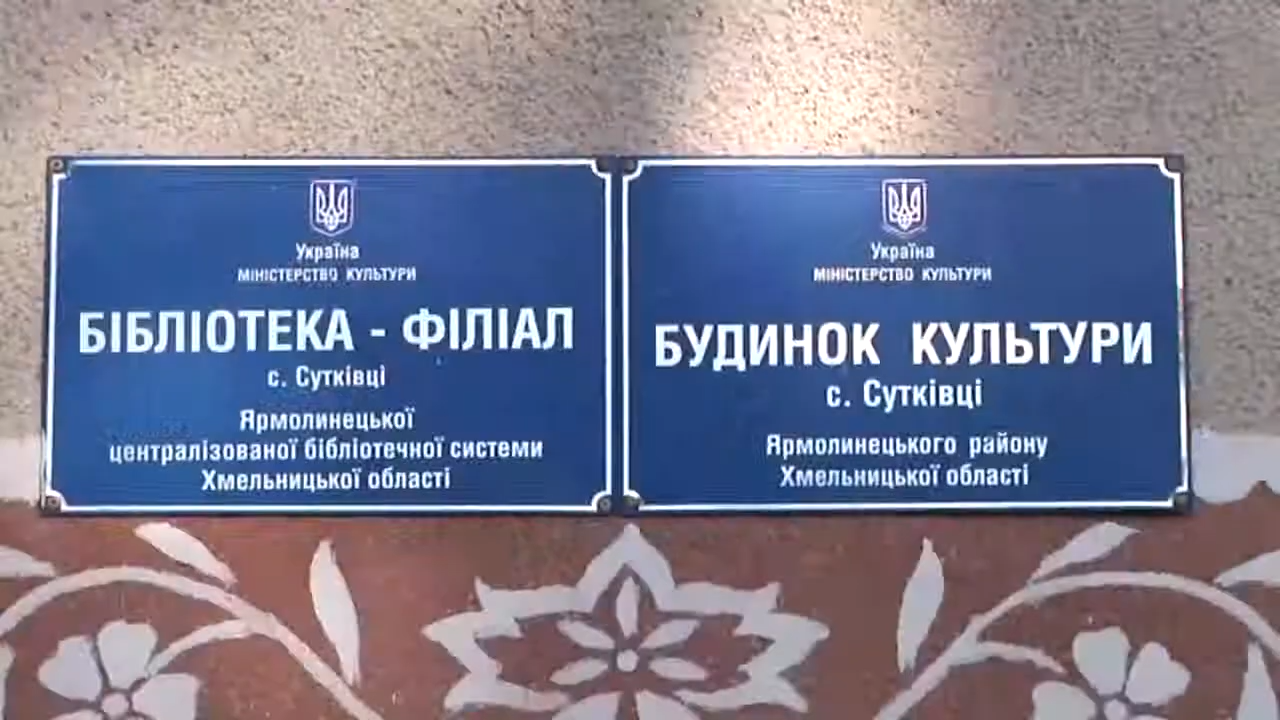 Україна
МІНІСТЕРСТВО КУЛЬТУРИ
БІБЛІОТЕКА - ФІЛІАЛ
с. Сутківці
Ярмолинецької
централізованої бібліотечної системи
Хмельницької області
Україна
МІНІСТЕРСТВО КУЛЬТУРИ
БУДИНОК КУЛЬТУРИ
с. Сутківці
Ярмолинецького району
Хмельницької області